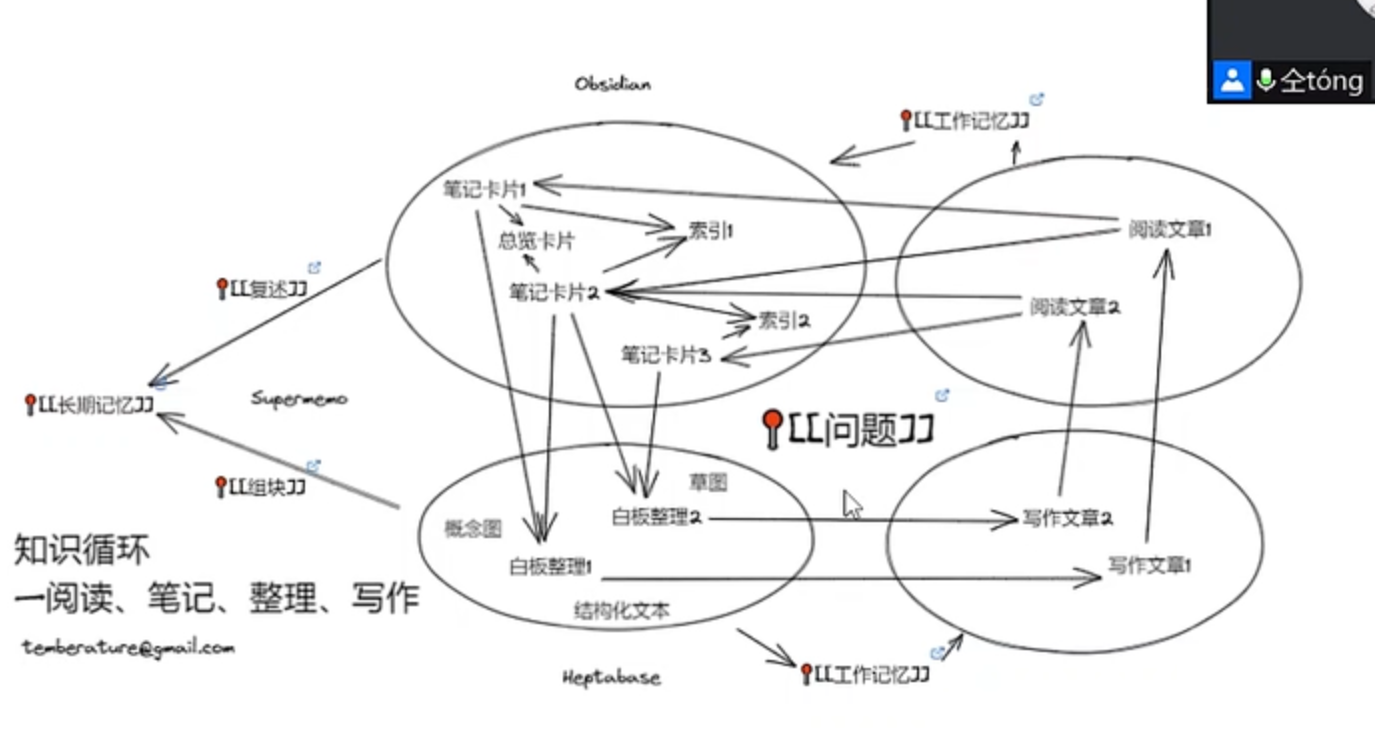 仝tóng
Obsidian
[[工作记忆]]
笔记卡片1
总览卡片
索引1
笔记卡片2
索引2
笔记卡片3
阅读文章1
阅读文章2
[[复述]]
[[长期记忆]]
Supermemo
[[组块]]
[[问题]]
草图
概念图
白板整理2
白板整理1
结构化文本
写作文章2
写作文章1
知识循环
一阅读、笔记、整理、写作
temberature@gmail.com
Heptabase
[[工作记忆]]